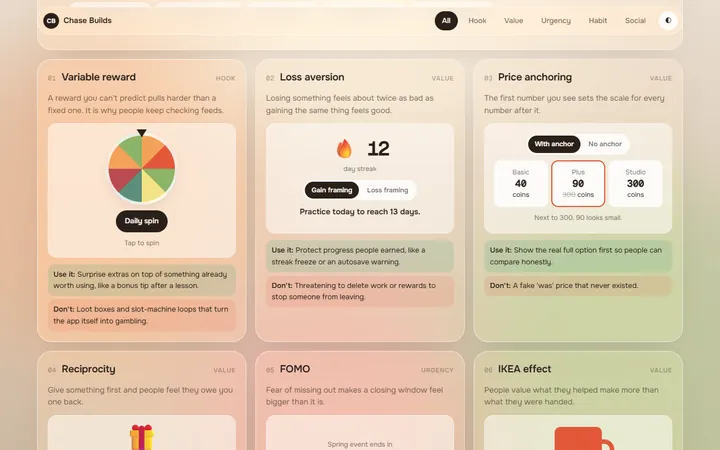 CB Chase Builds
All Hook Value Urgency Habit Social
01 Variable reward HOOK
A reward you can't predict pulls harder than a
fixed one. It is why people keep checking feeds.
Daily spin
Tap to spin
Use it: Surprise extras on top of something already
worth using, like a bonus tip after a lesson.
Don't: Loot boxes and slot-machine loops that turn
the app itself into gambling.
02 Loss aversion VALUE
Losing something feels about twice as bad as
gaining the same thing feels good.
12
day streak
Gain framing Loss framing
Practice today to reach 13 days.
Use it: Protect progress people earned, like a
streak freeze or an autosave warning.
Don't: Threatening to delete work or rewards to
stop someone from leaving.
03 Price anchoring VALUE
The first number you see sets the scale for every
number after it.
With anchor No anchor
Basic Plus Studio
40 90 300
coins 300 coins coins
Next to 300, 90 looks small.
Use it: Show the real full option first so people can
compare honestly.
Don't: A fake 'was' price that never existed.
04 Reciprocity VALUE
Give something first and people feel they owe you
one back.
05 FOMO URGENCY
Fear of missing out makes a closing window feel
bigger than it is.
Spring event ends in
06 IKEA effect VALUE
People value what they helped make more than
what they were handed.